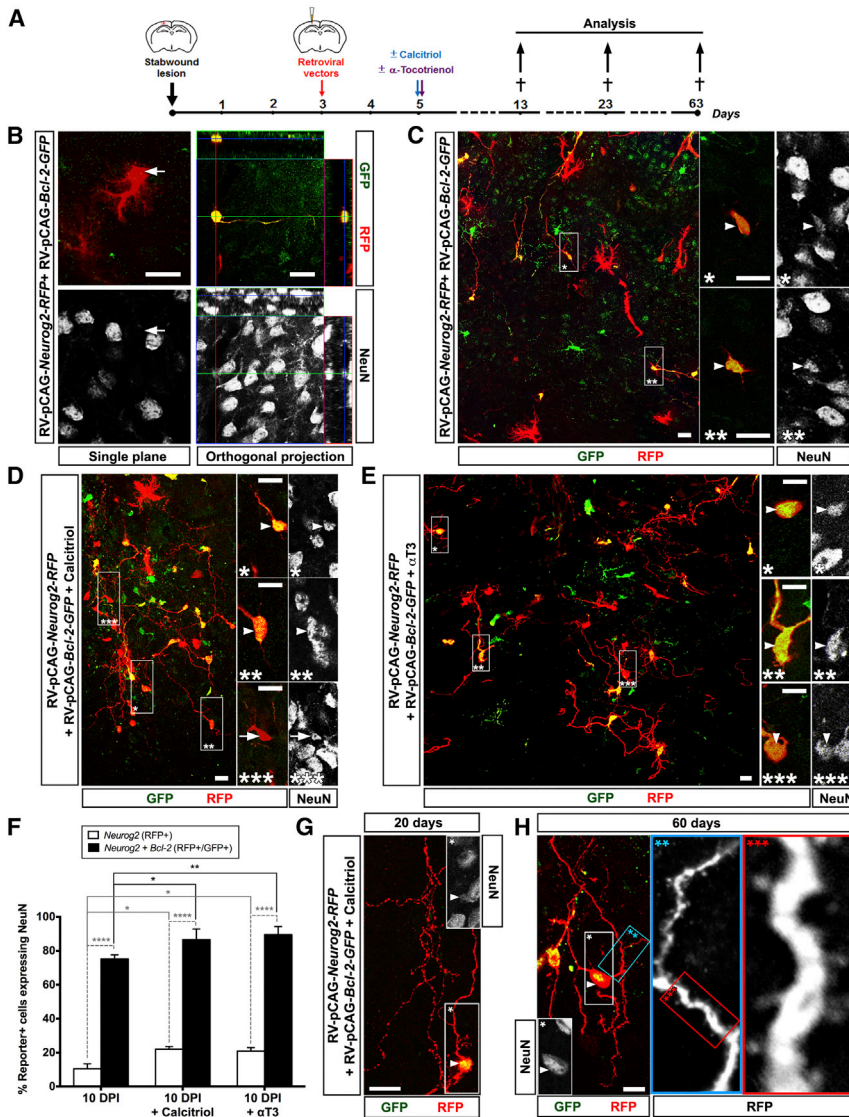 A
Stabwound
lesion
Retroviral
vectors
± Calcitriol
± α-Tocotrienol
Analysis
1 2 3 4 5 13 23 63 Days
B
RV-pCAG-Neurog2-RFP+ RV-pCAG-Bcl-2-GFP
GFP
RFP
NeuN
Single plane
Orthogonal projection
C
RV-pCAG-Neurog2-RFP+ RV-pCAG-Bcl-2-GFP
*
**
*
*
**
**
GFP RFP
NeuN
D
RV-pCAG-Neurog2-RFP
+ RV-pCAG-Bcl-2-GFP + Calcitriol
***
*
**
*
*
**
**
***
***
GFP RFP
NeuN
E
RV-pCAG-Neurog2-RFP
+ RV-pCAG-Bcl-2-GFP + αT3
*
**
***
*
*
**
**
***
***
GFP RFP
NeuN
F
Neurog2 (RFP+)
Neurog2 + Bcl-2 (RFP+/GFP+)
**
*
*
*
****
****
****
% Reporter+ cells expressing NeuN
100
80
60
40
20
0
10 DPI
10 DPI
+ Calcitriol
10 DPI
+ αT3
G
20 days
RV-pCAG-Neurog2-RFP
+ RV-pCAG-Bcl-2-GFP + Calcitriol
*
NeuN
*
GFP RFP
H
60 days
*
**
*
NeuN
**
***
***
GFP RFP
RFP